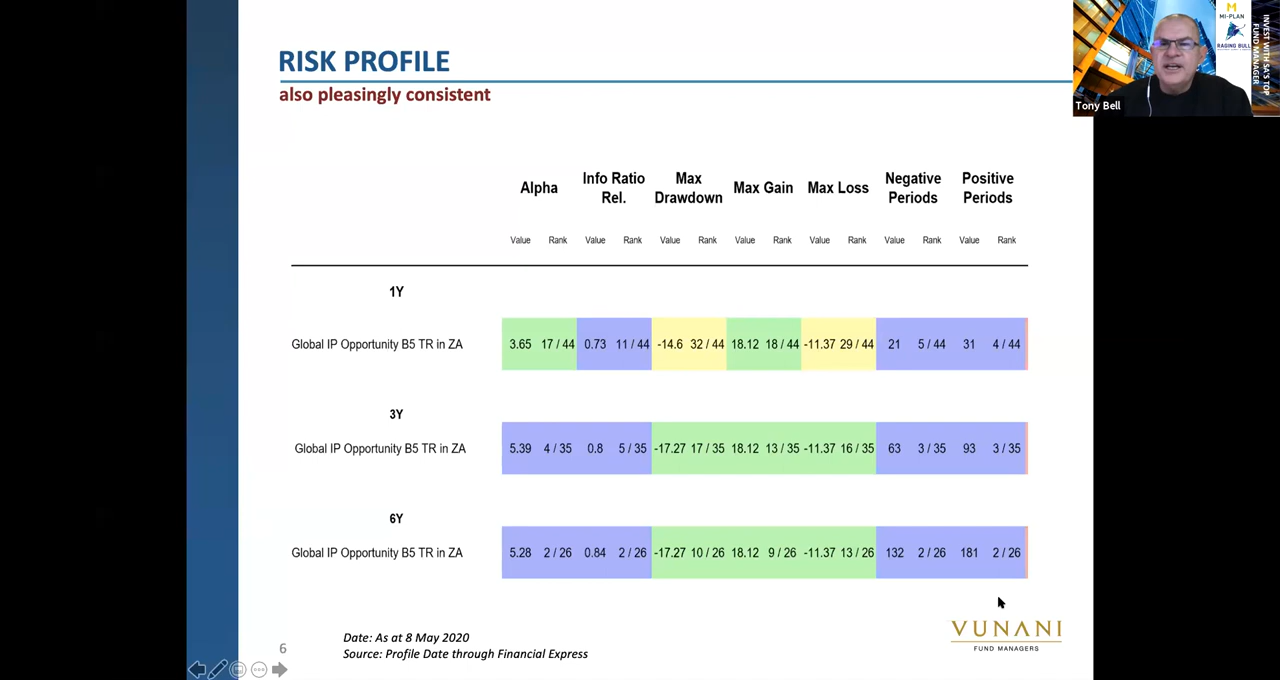 RISK PROFILE
also pleasingly consistent
M
MI-PLAN
RAGING BULL
INVEST WITH SA'S TOP
FUND MANAGER
Tony Bell
Alpha
Info Ratio
Rel.
Max
Drawdown
Max Gain
Max Loss
Negative
Periods
Positive
Periods
Value Rank Value Rank Value Rank Value Rank Value Rank Value Rank Value Rank
1Y
Global IP Opportunity B5 TR in ZA 3.65 17 / 44 0.73 11 / 44 -14.6 32 / 44 18.12 18 / 44 -11.37 29 / 44 21 5 / 44 31 4 / 44
3Y
Global IP Opportunity B5 TR in ZA 5.39 4 / 35 0.8 5 / 35 -17.27 17 / 35 18.12 13 / 35 -11.37 16 / 35 63 3 / 35 93 3 / 35
6Y
Global IP Opportunity B5 TR in ZA 5.28 2 / 26 0.84 2 / 26 -17.27 10 / 26 18.12 9 / 26 -11.37 13 / 26 132 2 / 26 181 2 / 26
Date: As at 8 May 2020
Source: Profile Date through Financial Express
6
VUNANI
FUND MANAGERS